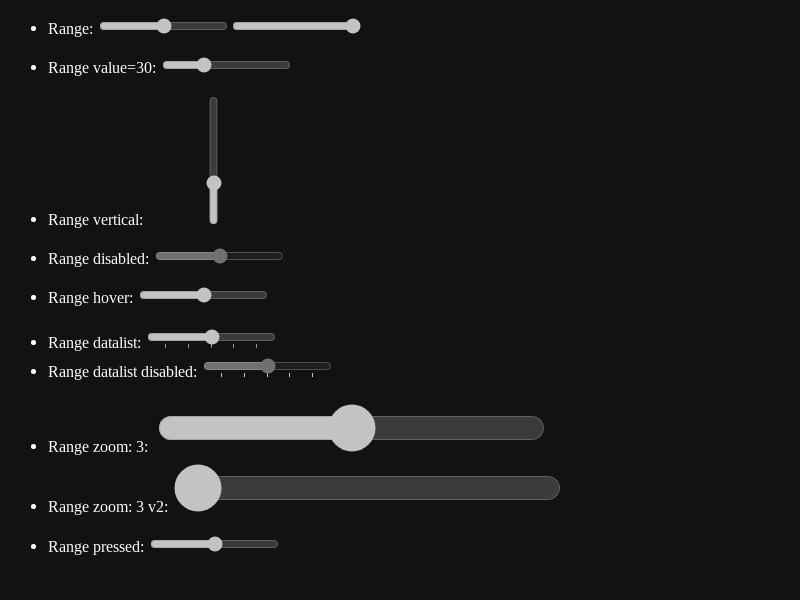 Range:
Range value=30:
Range vertical:
Range disabled:
Range hover:
Range datalist:
Range datalist disabled:
Range zoom: 3:
Range zoom: 3 v2:
Range pressed: